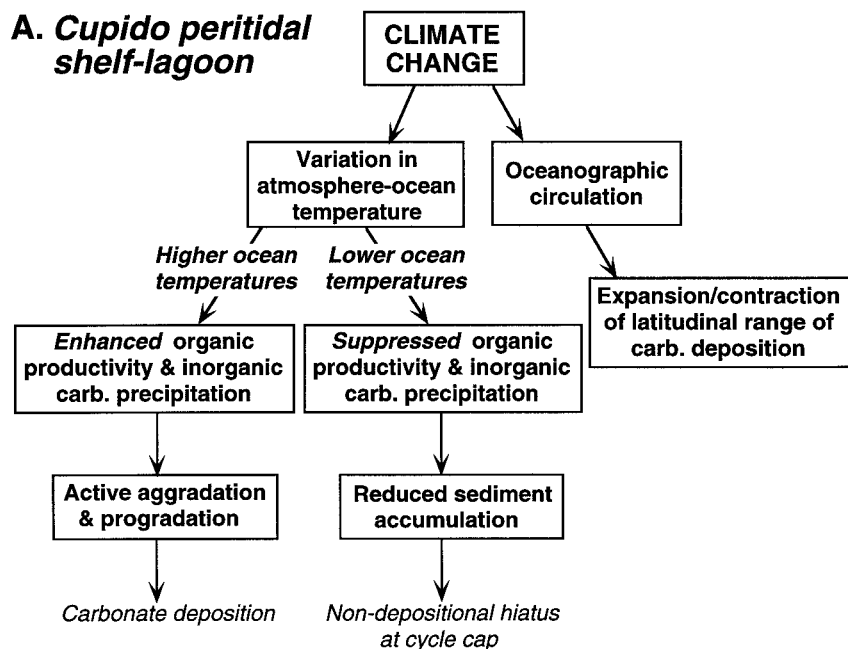 A. Cupido peritidal
shelf-lagoon
CLIMATE
CHANGE
Variation in
atmosphere-ocean
temperature
Oceanographic
circulation
Higher ocean
temperatures
Lower ocean
temperatures
Expansion/contraction
of latitudinal range of
carb. deposition
Enhanced organic
productivity & inorganic
carb. precipitation
Suppressed organic
productivity & inorganic
carb. precipitation
Active aggradation
& progradation
Reduced sediment
accumulation
Carbonate deposition
Non-depositional hiatus
at cycle cap